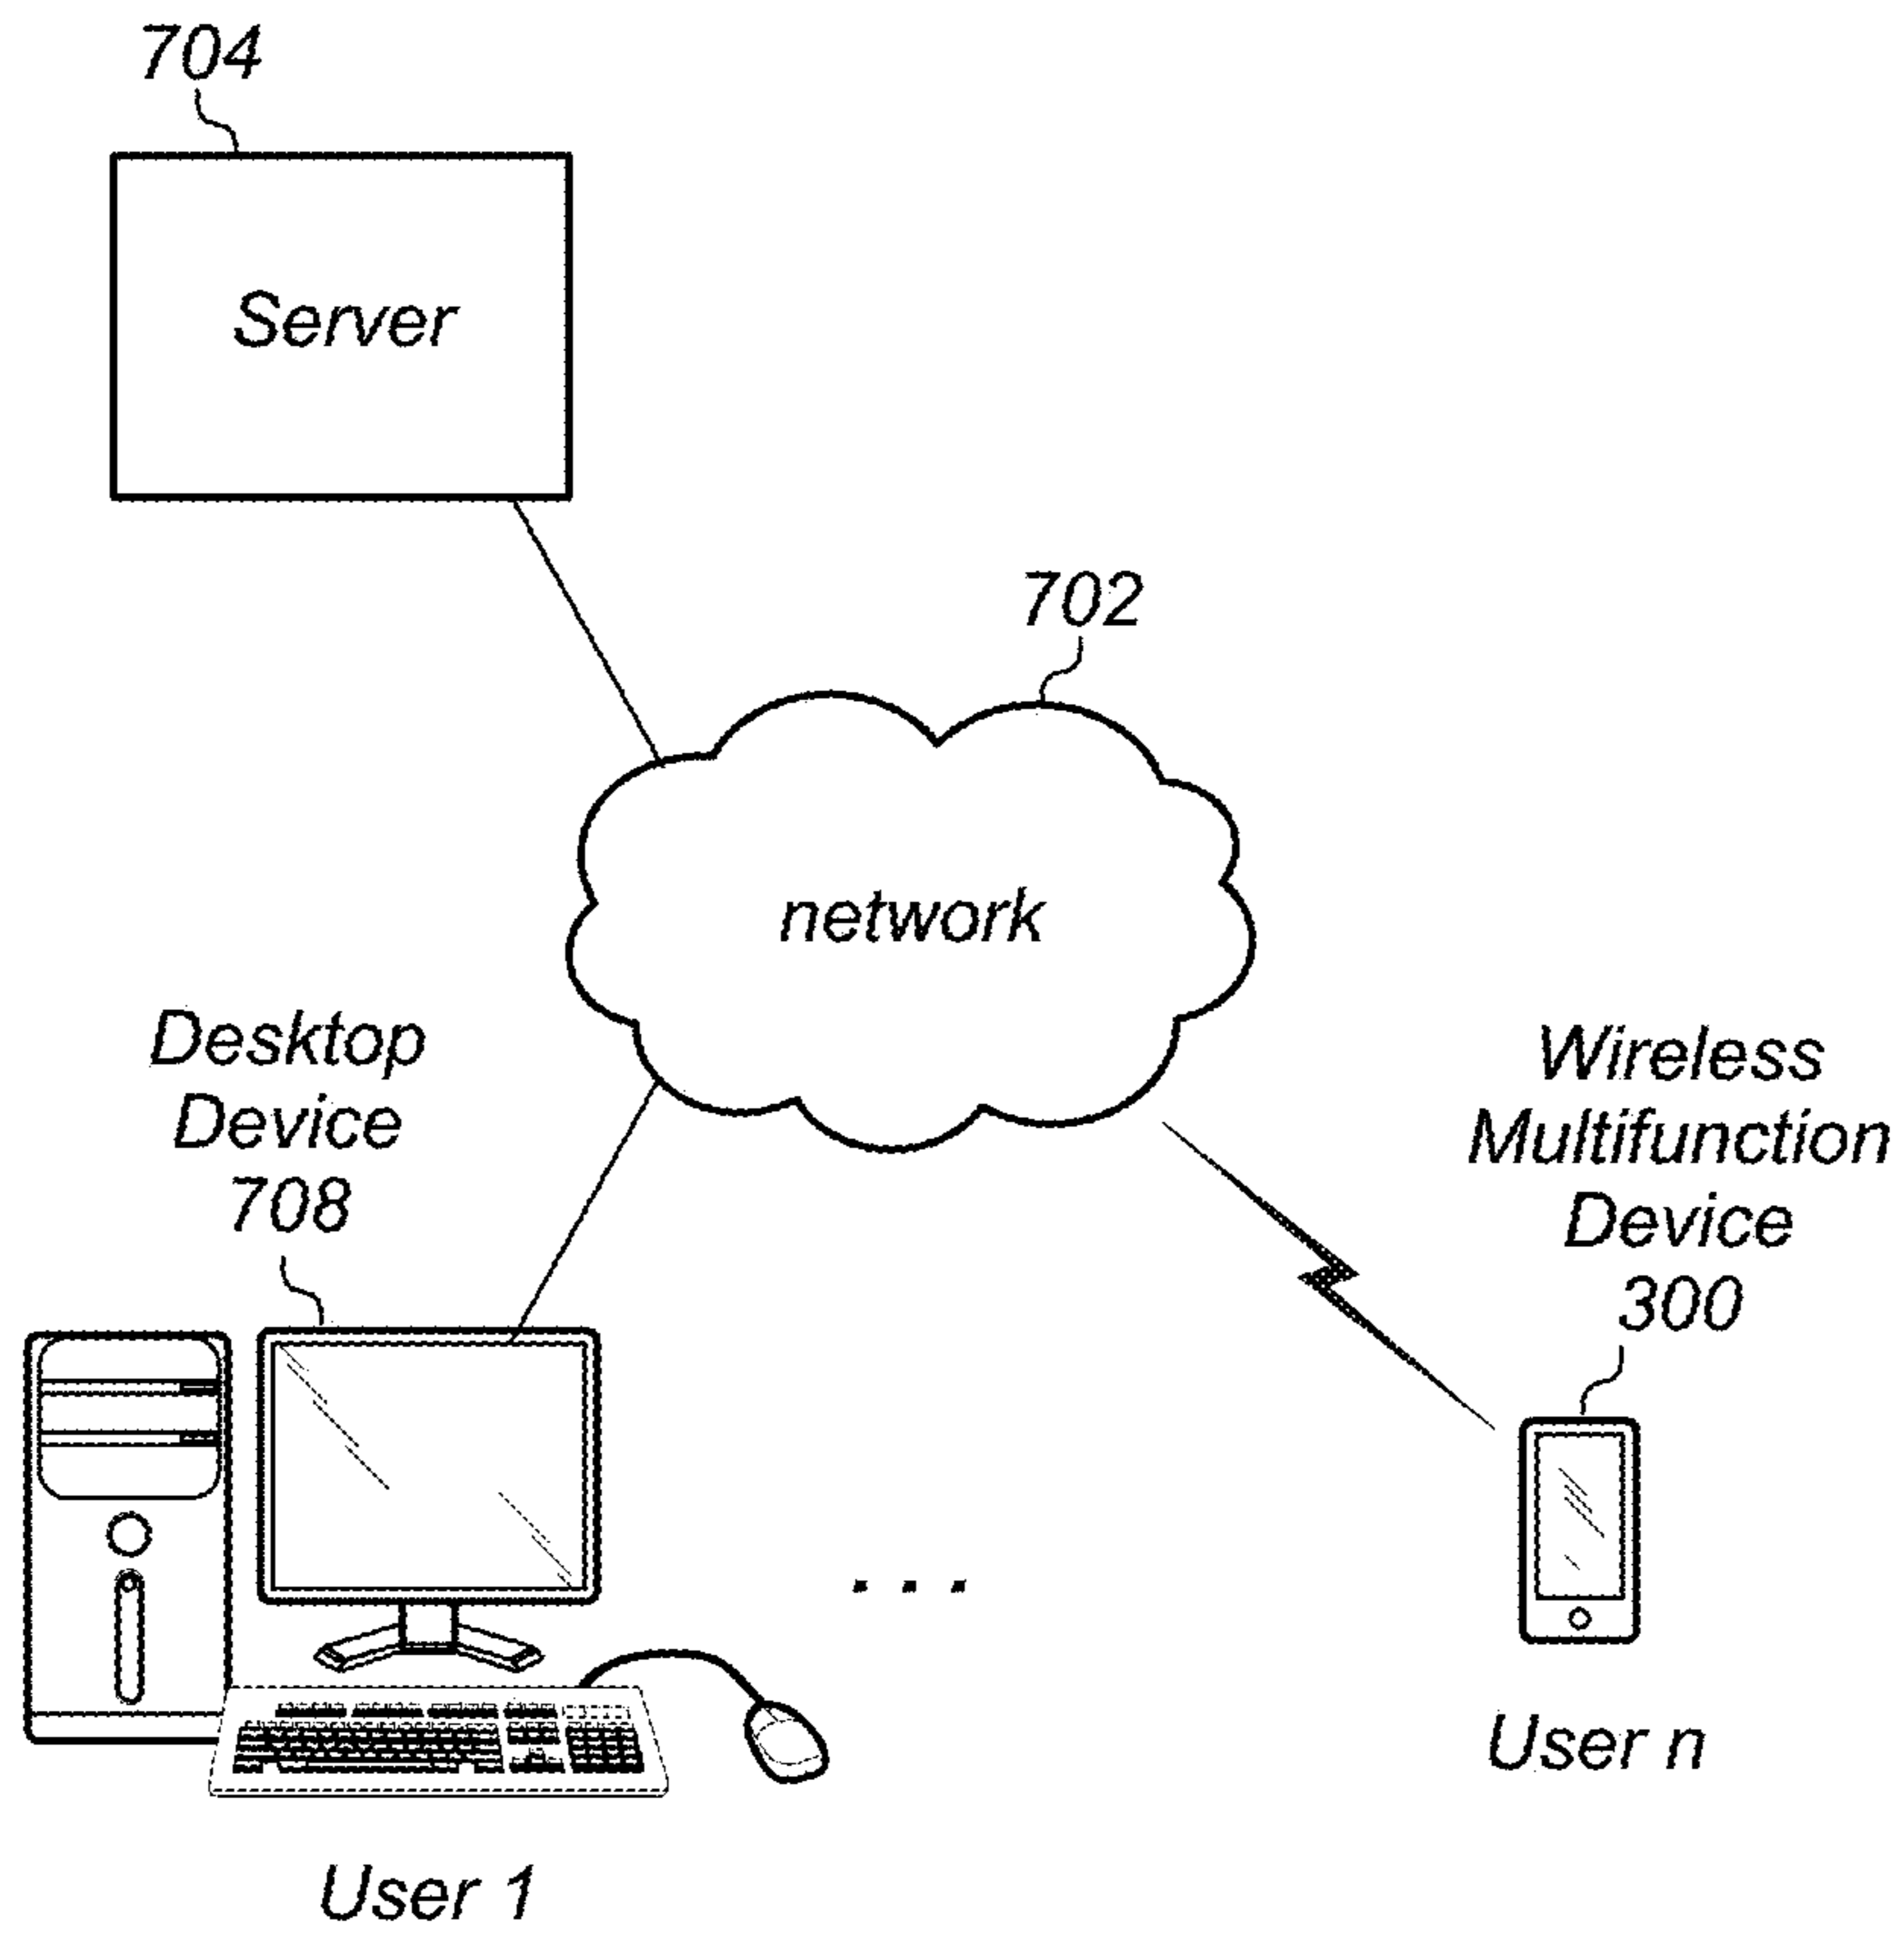 704
Server
702
network
Desktop
Device
708
Wireless
Multifunction
Device
300
. . .
User n
User 1